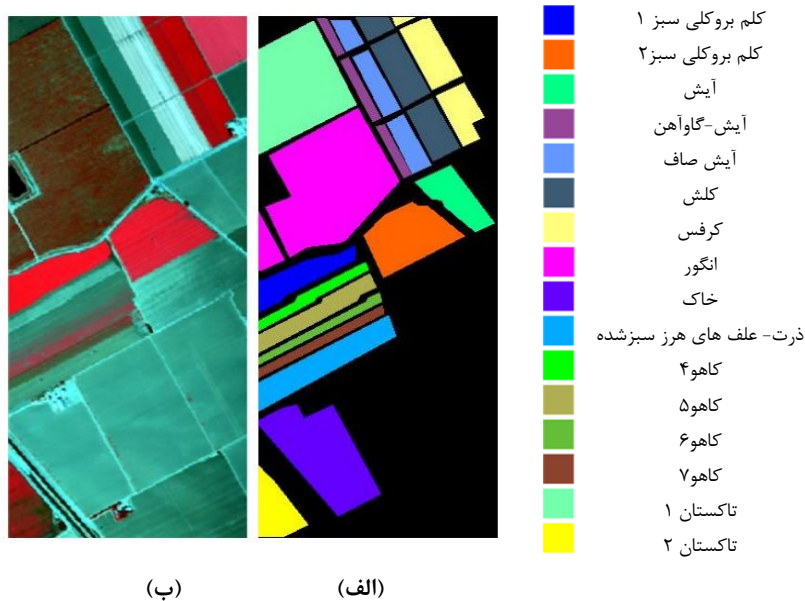 کلم بروکلی سبز ۱
کلم بروکلی سبز۲
آیش
آیش-گاوآهن
آیش صاف
کلش
کرفس
انگور
خاک
ذرت- علف های هرز سبزشده
کاهو۴
کاهو۵
کاهو۶
کاهو۷
تاکستان ۱
تاکستان ۲
(الف)
(ب)